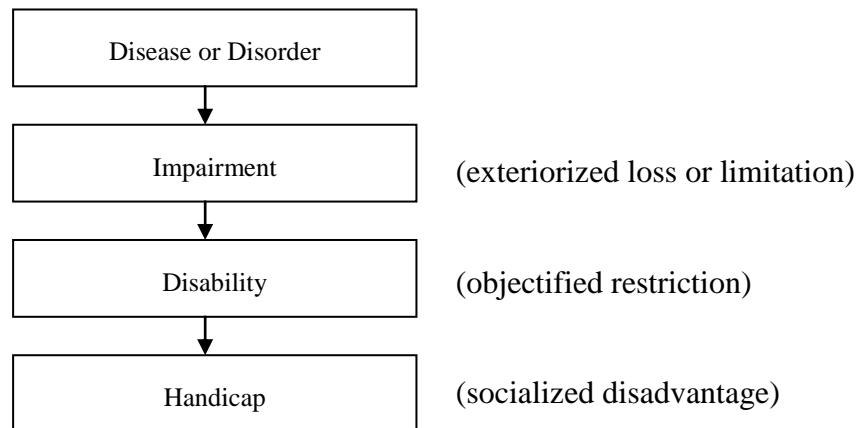 Disease or Disorder
Impairment
(exteriorized loss or limitation)
Disability
(objectified restriction)
Handicap
(socialized disadvantage)